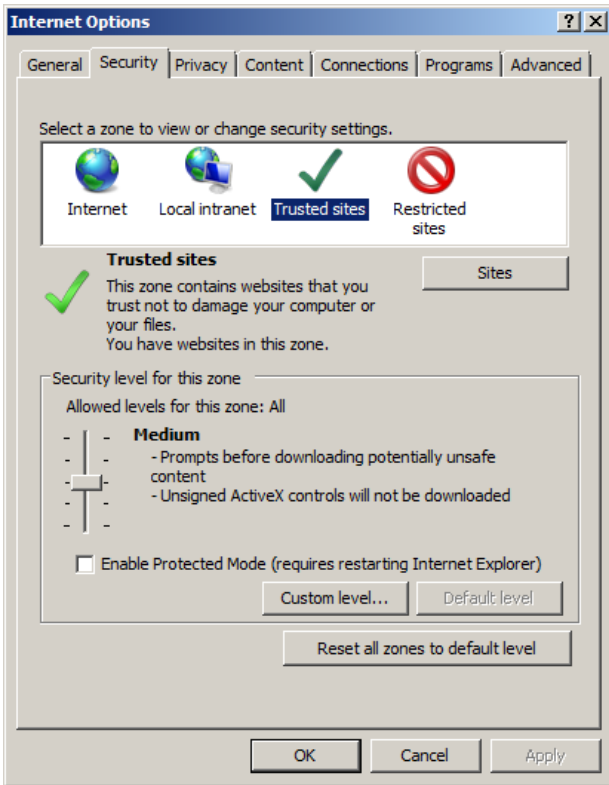 Internet Options
General Security Privacy Content Connections Programs Advanced
Select a zone to view or change security settings.
Internet Local intranet Trusted sites Restricted
sites
Trusted sites
Sites
This zone contains websites that you
trust not to damage your computer or
your files.
You have websites in this zone.
Security level for this zone
Allowed levels for this zone: All
Medium
- Prompts before downloading potentially unsafe
content
- Unsigned ActiveX controls will not be downloaded
Enable Protected Mode (requires restarting Internet Explorer)
Custom level... Default level
Reset all zones to default level
OK Cancel Apply